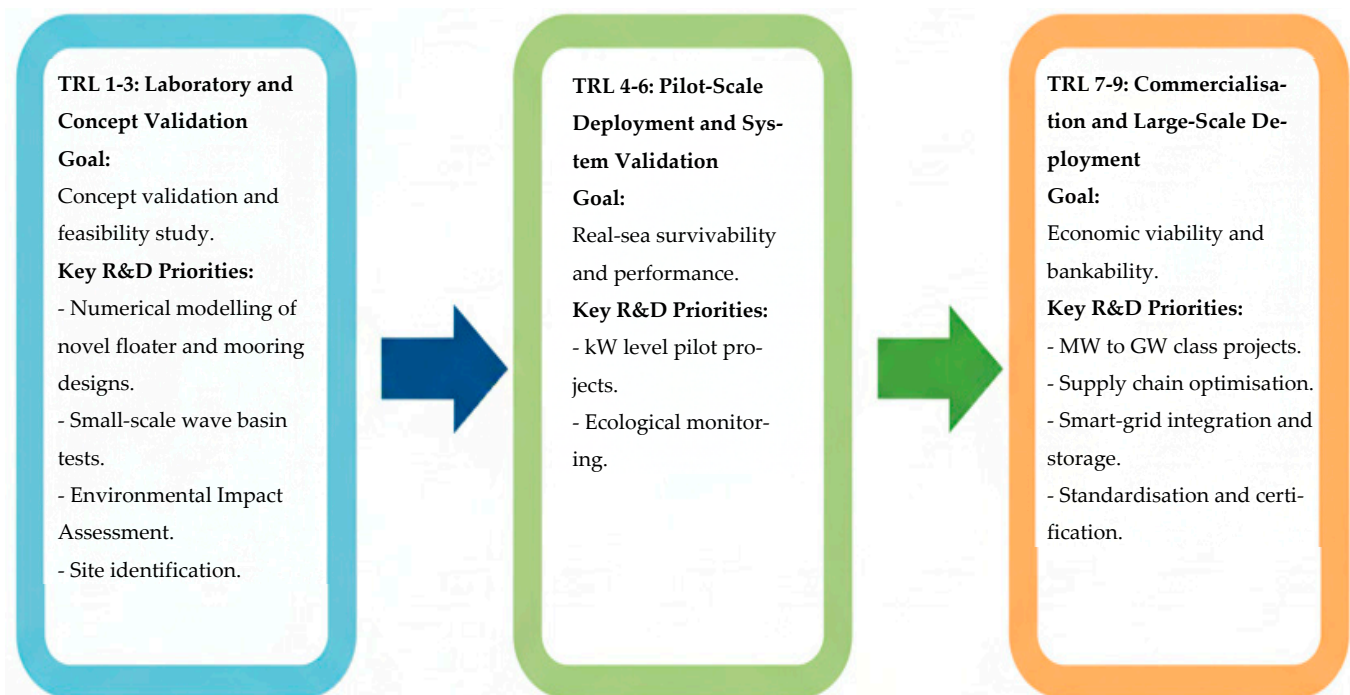 TRL 1-3: Laboratory and
Concept Validation
Goal:
Concept validation and
feasibility study.
Key R&D Priorities:
- Numerical modelling of
novel floater and mooring
designs.
- Small-scale wave basin
tests.
- Environmental Impact
Assessment.
- Site identification.
TRL 4-6: Pilot-Scale
Deployment and Sys-
tem Validation
Goal:
Real-sea survivability
and performance.
Key R&D Priorities:
- kW level pilot pro-
jects.
- Ecological monitor-
ing.
TRL 7-9: Commercialisa-
tion and Large-Scale De-
ployment
Goal:
Economic viability and
bankability.
Key R&D Priorities:
- MW to GW class projects.
- Supply chain optimisation.
- Smart-grid integration and
storage.
- Standardisation and certi-
fication.